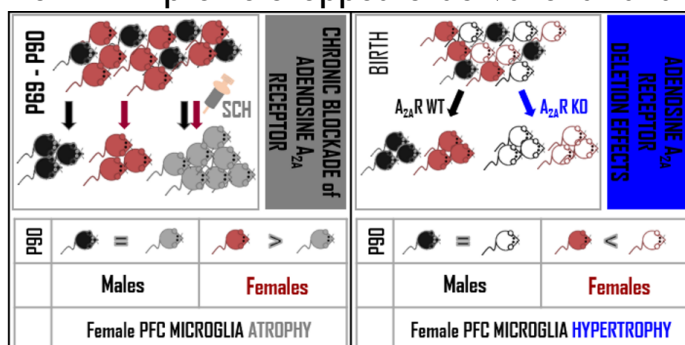 P69 - P90
SCH
CHRONIC BLOCKADE of
ADENOSINE A2A
RECEPTOR
P90
=
>
Males
Females
Female PFC MICROGLIA ATROPHY
BIRTH
A2AR WT
A2AR KO
ADENOSINE A2A
RECEPTOR
DELETION EFFECTS
P90
=
<
Males
Females
Female PFC MICROGLIA HYPERTROPHY